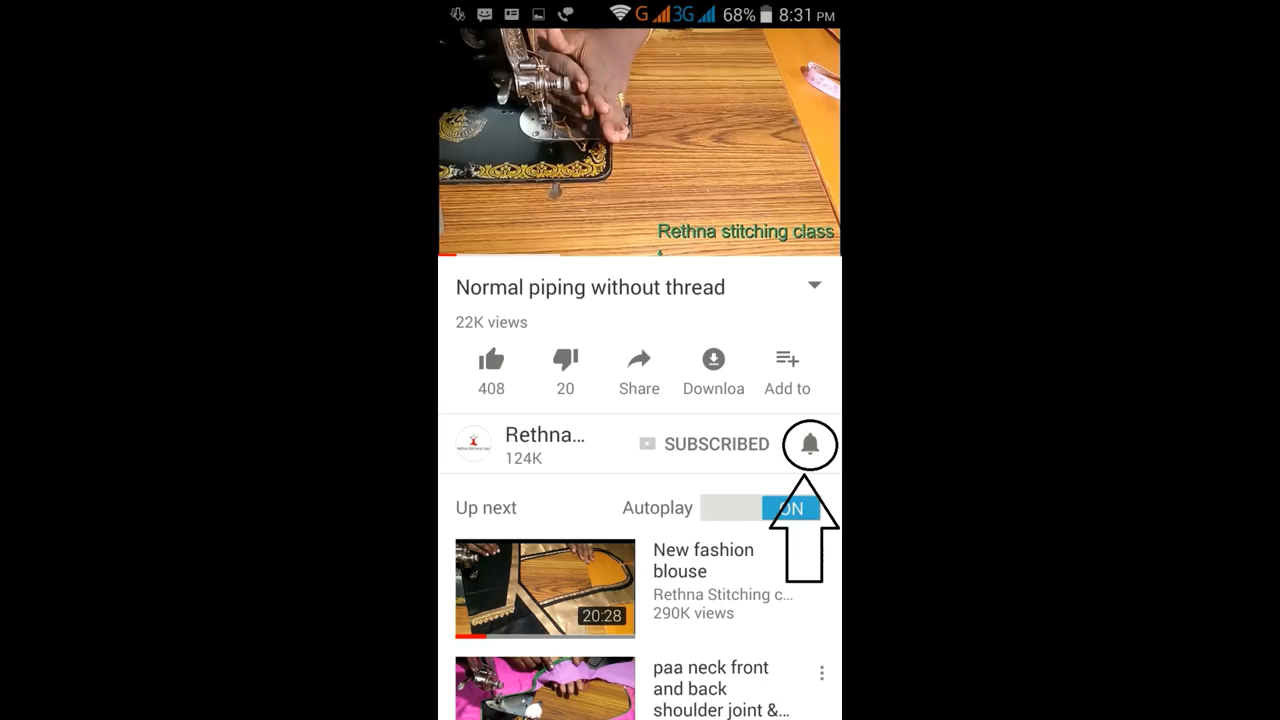 G 3G 68% 8:31 PM
Rethna stitching class
Normal piping without thread
22K views
408 20 Share Downloa Add to
Rethna… SUBSCRIBED
124K
Up next Autoplay ON
New fashion
blouse
Rethna Stitching c…
290K views
20:28
paa neck front
and back
shoulder joint &…